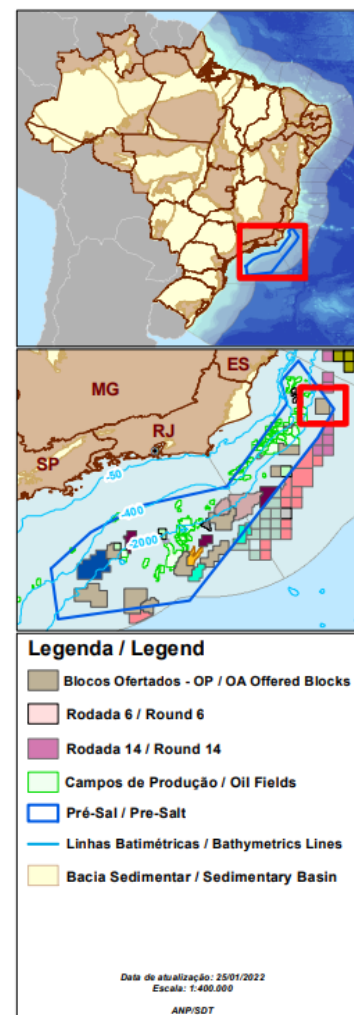 ES
MG
RJ
SP
-50
-400
-2000
Legenda / Legend
Blocos Ofertados - OP / OA Offered Blocks
Rodada 6 / Round 6
Rodada 14 / Round 14
Campos de Produção / Oil Fields
Pré-Sal / Pre-Salt
Linhas Batimétricas / Bathymetrics Lines
Bacia Sedimentar / Sedimentary Basin
Data de atualização: 25/01/2022
Escala: 1:400.000
ANP/SDT